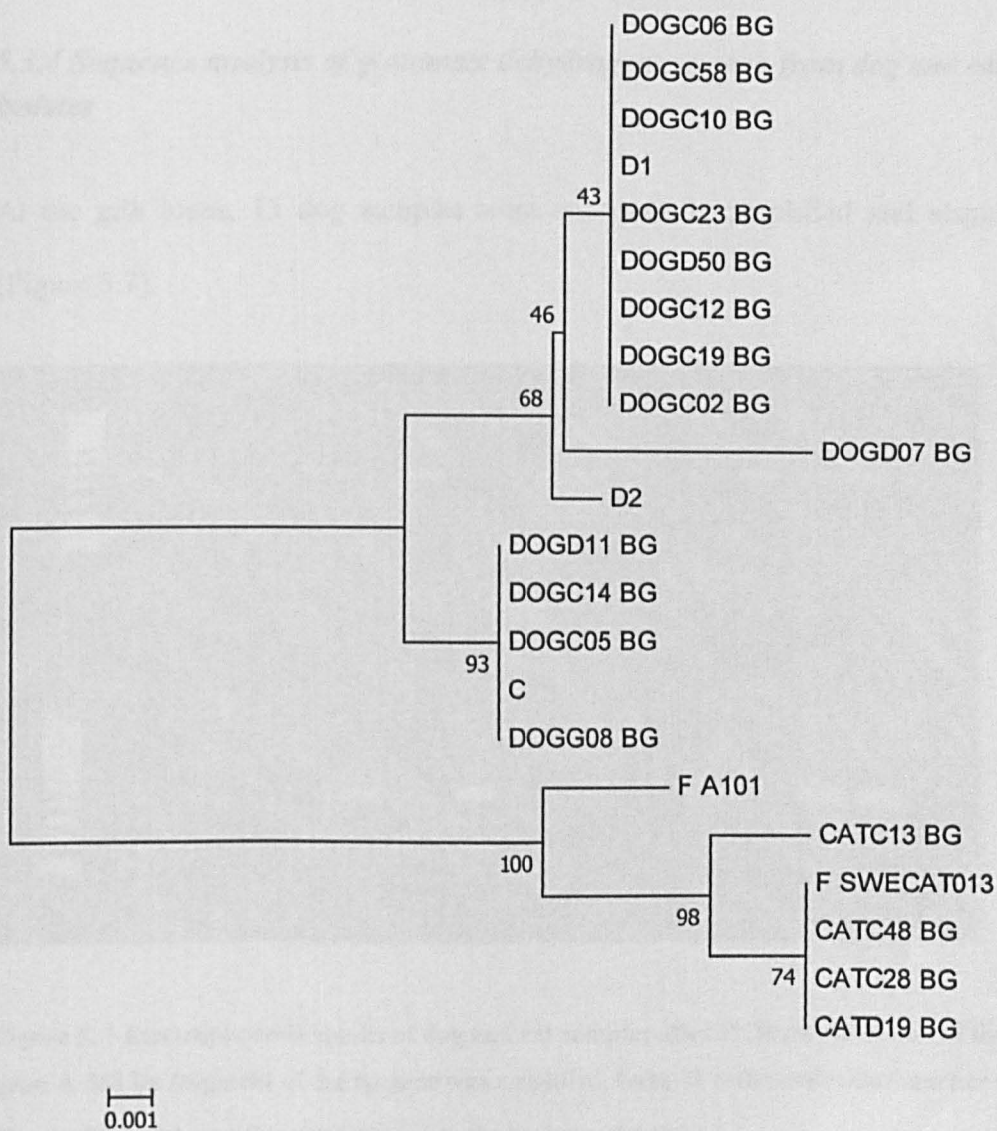 DOGC06 BG
DOGC58 BG
DOGC10 BG
D1
43
DOGC23 BG
DOGD50 BG
46
DOGC12 BG
DOGC19 BG
68
DOGC02 BG
DOGD07 BG
D2
DOGD11 BG
DOGC14 BG
DOGC05 BG
93
C
DOGG08 BG
F A101
CATC13 BG
100
F SWECAT013
98
CATC48 BG
74
CATC28 BG
CATD19 BG
0.001